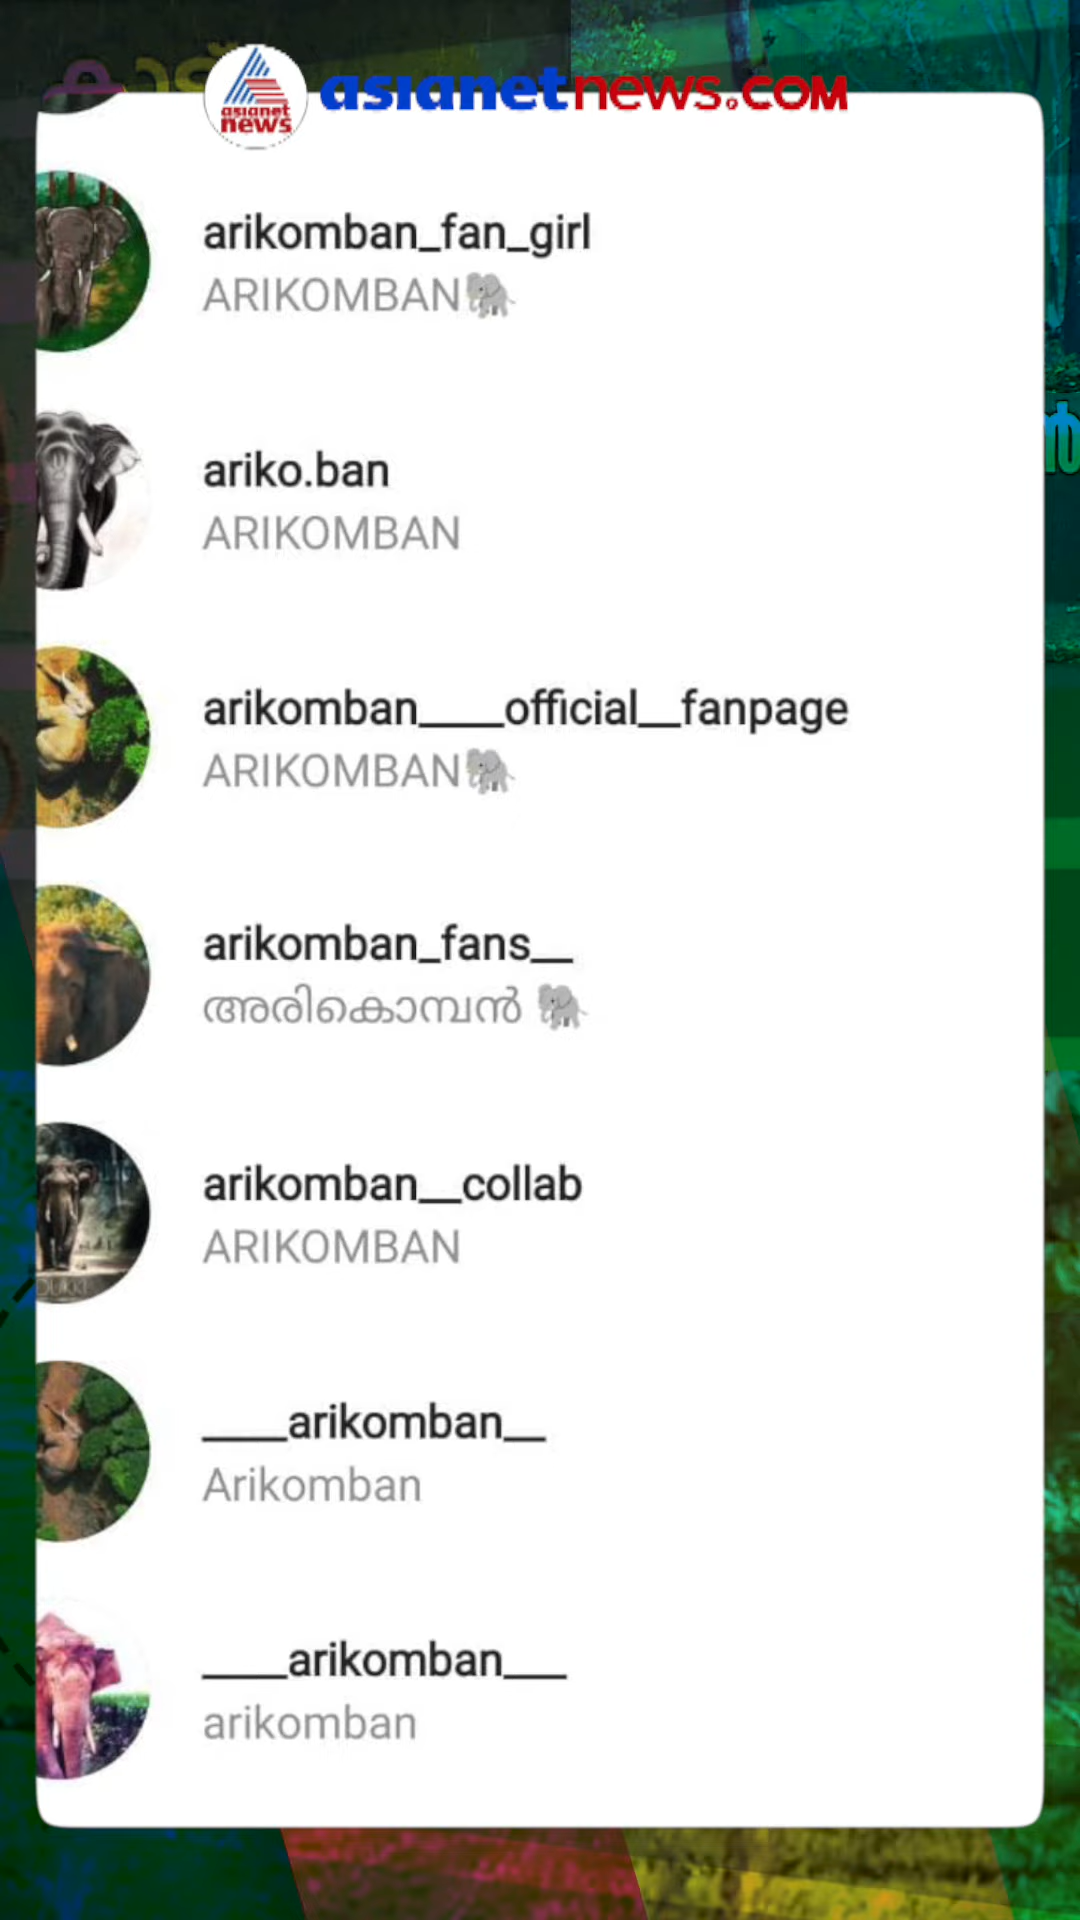 asianet news
asianetnews.com
arikomban_fan_girl
ARIKOMBAN🐘
ariko.ban
ARIKOMBAN
arikomban____official__fanpage
ARIKOMBAN🐘
arikomban_fans__
അരികൊമ്പൻ 🐘
arikomban__collab
ARIKOMBAN
____arikomban__
Arikomban
____arikomban___
arikomban